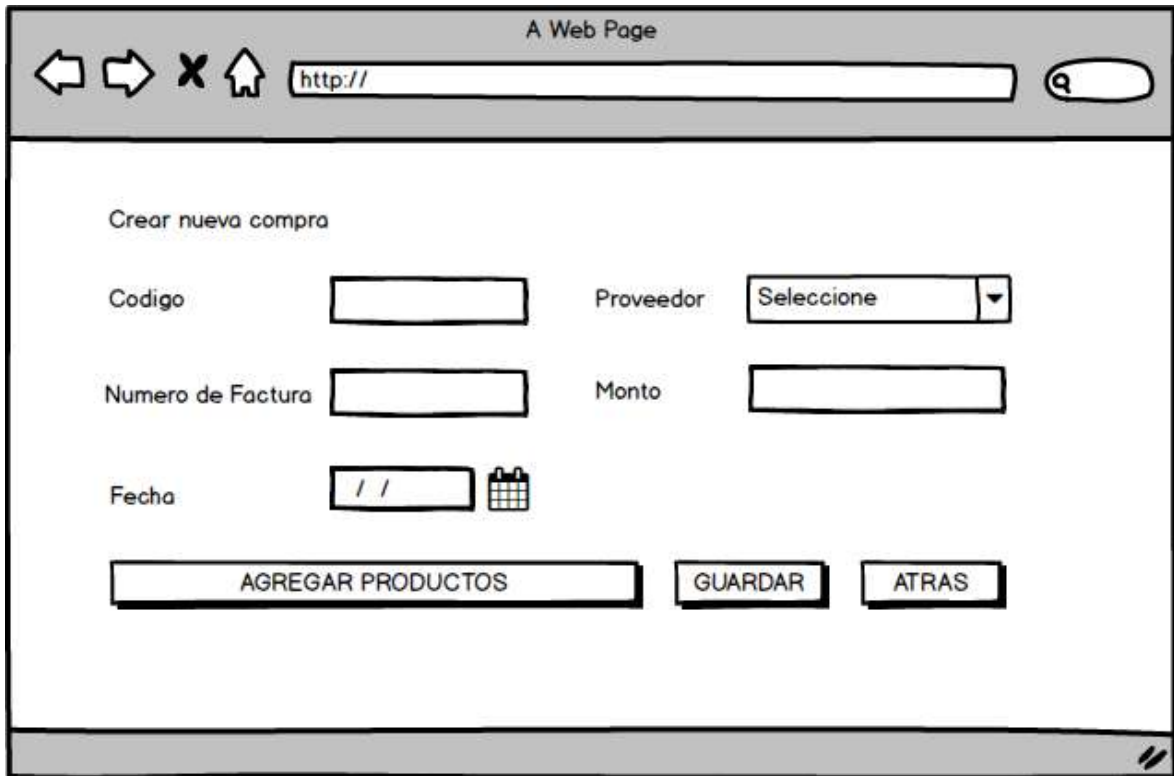 A Web Page
http://
Crear nueva compra
Codigo
Proveedor
Seleccione
Numero de Factura
Monto
Fecha
/ /
AGREGAR PRODUCTOS
GUARDAR
ATRAS